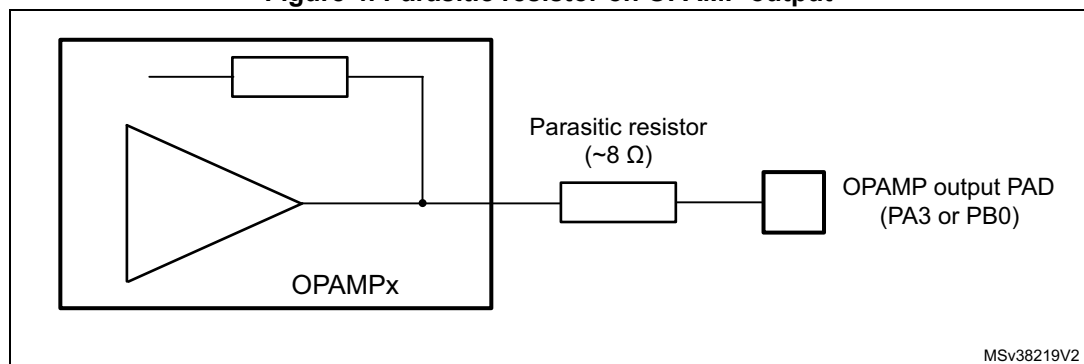 Parasitic resistor
(~8 Ω)
OPAMP output PAD
(PA3 or PB0)
OPAMPx
MSv38219V2